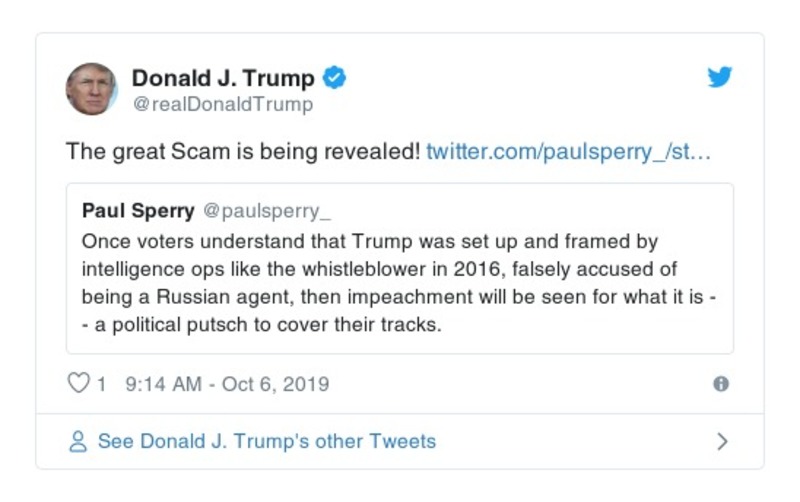 Donald J. Trump
@realDonaldTrump
The great Scam is being revealed! twitter.com/paulsperry_/st…
Paul Sperry @paulsperry_
Once voters understand that Trump was set up and framed by
intelligence ops like the whistleblower in 2016, falsely accused of
being a Russian agent, then impeachment will be seen for what it is -
- a political putsch to cover their tracks.
1 9:14 AM - Oct 6, 2019
See Donald J. Trump's other Tweets